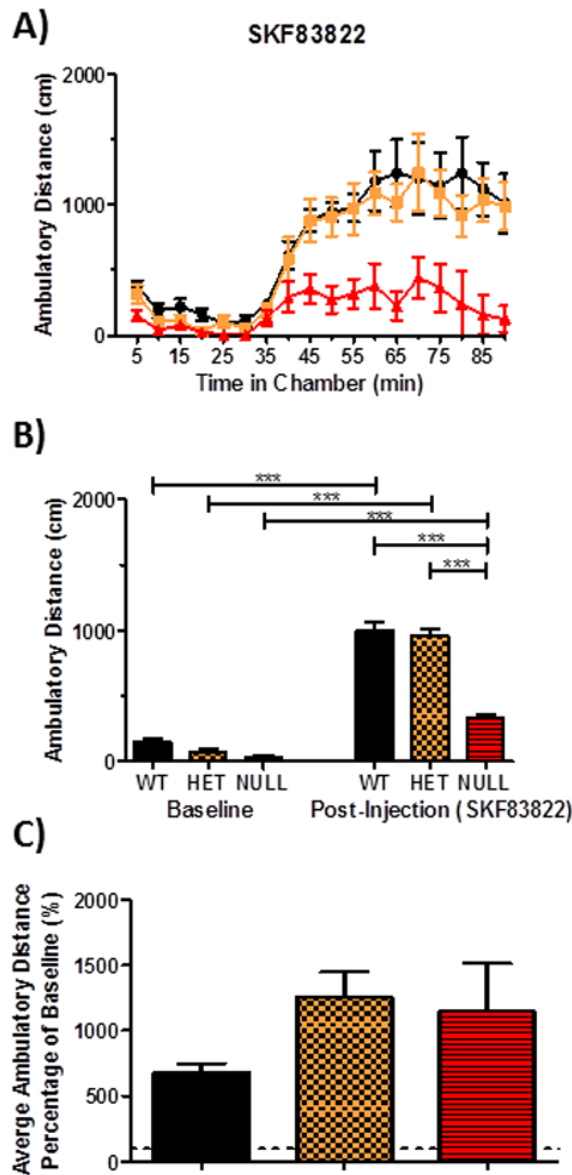 A)
SKF83822
Ambulatory Distance (cm)
2000
1000
0
5 15 25 35 45 55 65 75 85
Time in Chamber (min)
B)
Ambulatory Distance (cm)
2000
1000
0
***
***
***
***
***
WT HET NULL WT HET NULL
Baseline Post-Injection (SKF83822)
C)
Averge Ambulatory Distance
Percentage of Baseline (%)
2000
1500
1000
500
0